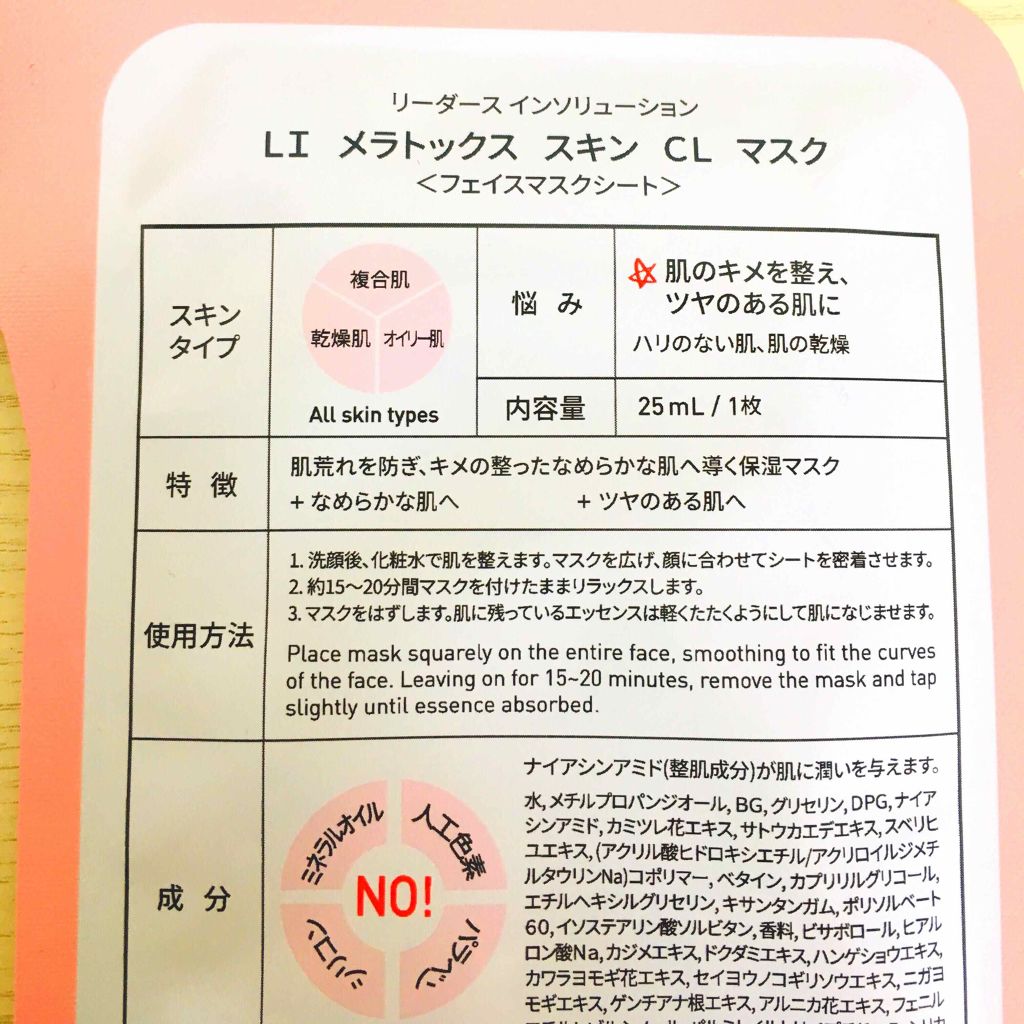 リーダース インソリューション
LI メラトックス スキン CL マスク
＜フェイスマスクシート＞
スキン
タイプ
複合肌
乾燥肌 オイリー肌
All skin types
悩み
肌のキメを整え、
ツヤのある肌に
ハリのない肌、肌の乾燥
内容量
25mL / 1枚
特徴
肌荒れを防ぎ、キメの整ったなめらかな肌へ導く保湿マスク
+ なめらかな肌へ + ツヤのある肌へ
使用方法
1. 洗顔後、化粧水で肌を整えます。マスクを広げ、顔に合わせてシートを密着させます。
2. 約15〜20分間マスクを付けたままリラックスします。
3. マスクをはずします。肌に残っているエッセンスは軽くたたくようにして肌になじませます。
Place mask squarely on the entire face, smoothing to fit the curves
of the face. Leaving on for 15~20 minutes, remove the mask and tap
slightly until essence absorbed.
成分
ミネラルオイル
人工色素
NO!
シリコン
パラベン
ナイアシンアミド(整肌成分)が肌に潤いを与えます。
水, メチルプロパンジオール, BG, グリセリン, DPG, ナイア
シンアミド, カミツレ花エキス, サトウカエデエキス, スベリヒ
ユエキス, (アクリル酸ヒドロキシエチル/アクリロイルジメチ
ルタウリンNa)コポリマー, ベタイン, カプリリルグリコール,
エチルヘキシルグリセリン, キサンタンガム, ポリソルベート
60, イソステアリン酸ソルビタン, 香料, ビサボロール, ヒアル
ロン酸Na, カジメエキス, ドクダミエキス, ハンゲショウエキス,
カワラヨモギ花エキス, セイヨウノコギリソウエキス, ニガヨ
モギエキス, ゲンチアナ根エキス, アルニカ花エキス, フェニル